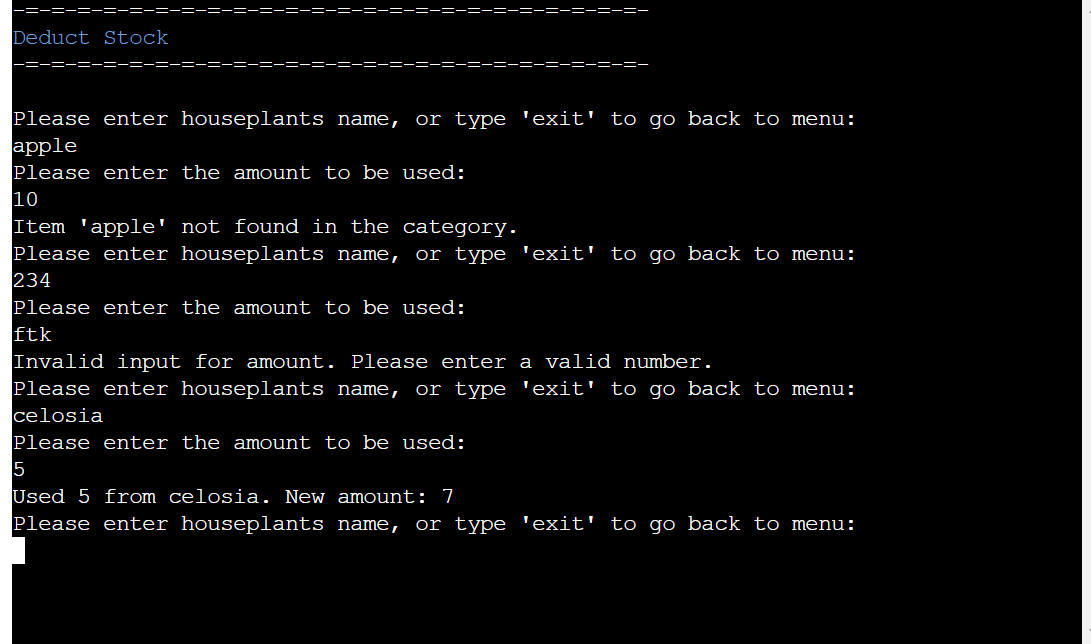 -=-=-=-=-=-=-=-=-=-=-=-=-=-=-=-=-=-=-=-=-=-=-=-=-
Deduct Stock
-=-=-=-=-=-=-=-=-=-=-=-=-=-=-=-=-=-=-=-=-=-=-=-=-
Please enter houseplants name, or type 'exit' to go back to menu:
apple
Please enter the amount to be used:
10
Item 'apple' not found in the category.
Please enter houseplants name, or type 'exit' to go back to menu:
234
Please enter the amount to be used:
ftk
Invalid input for amount. Please enter a valid number.
Please enter houseplants name, or type 'exit' to go back to menu:
celosia
Please enter the amount to be used:
5
Used 5 from celosia. New amount: 7
Please enter houseplants name, or type 'exit' to go back to menu: